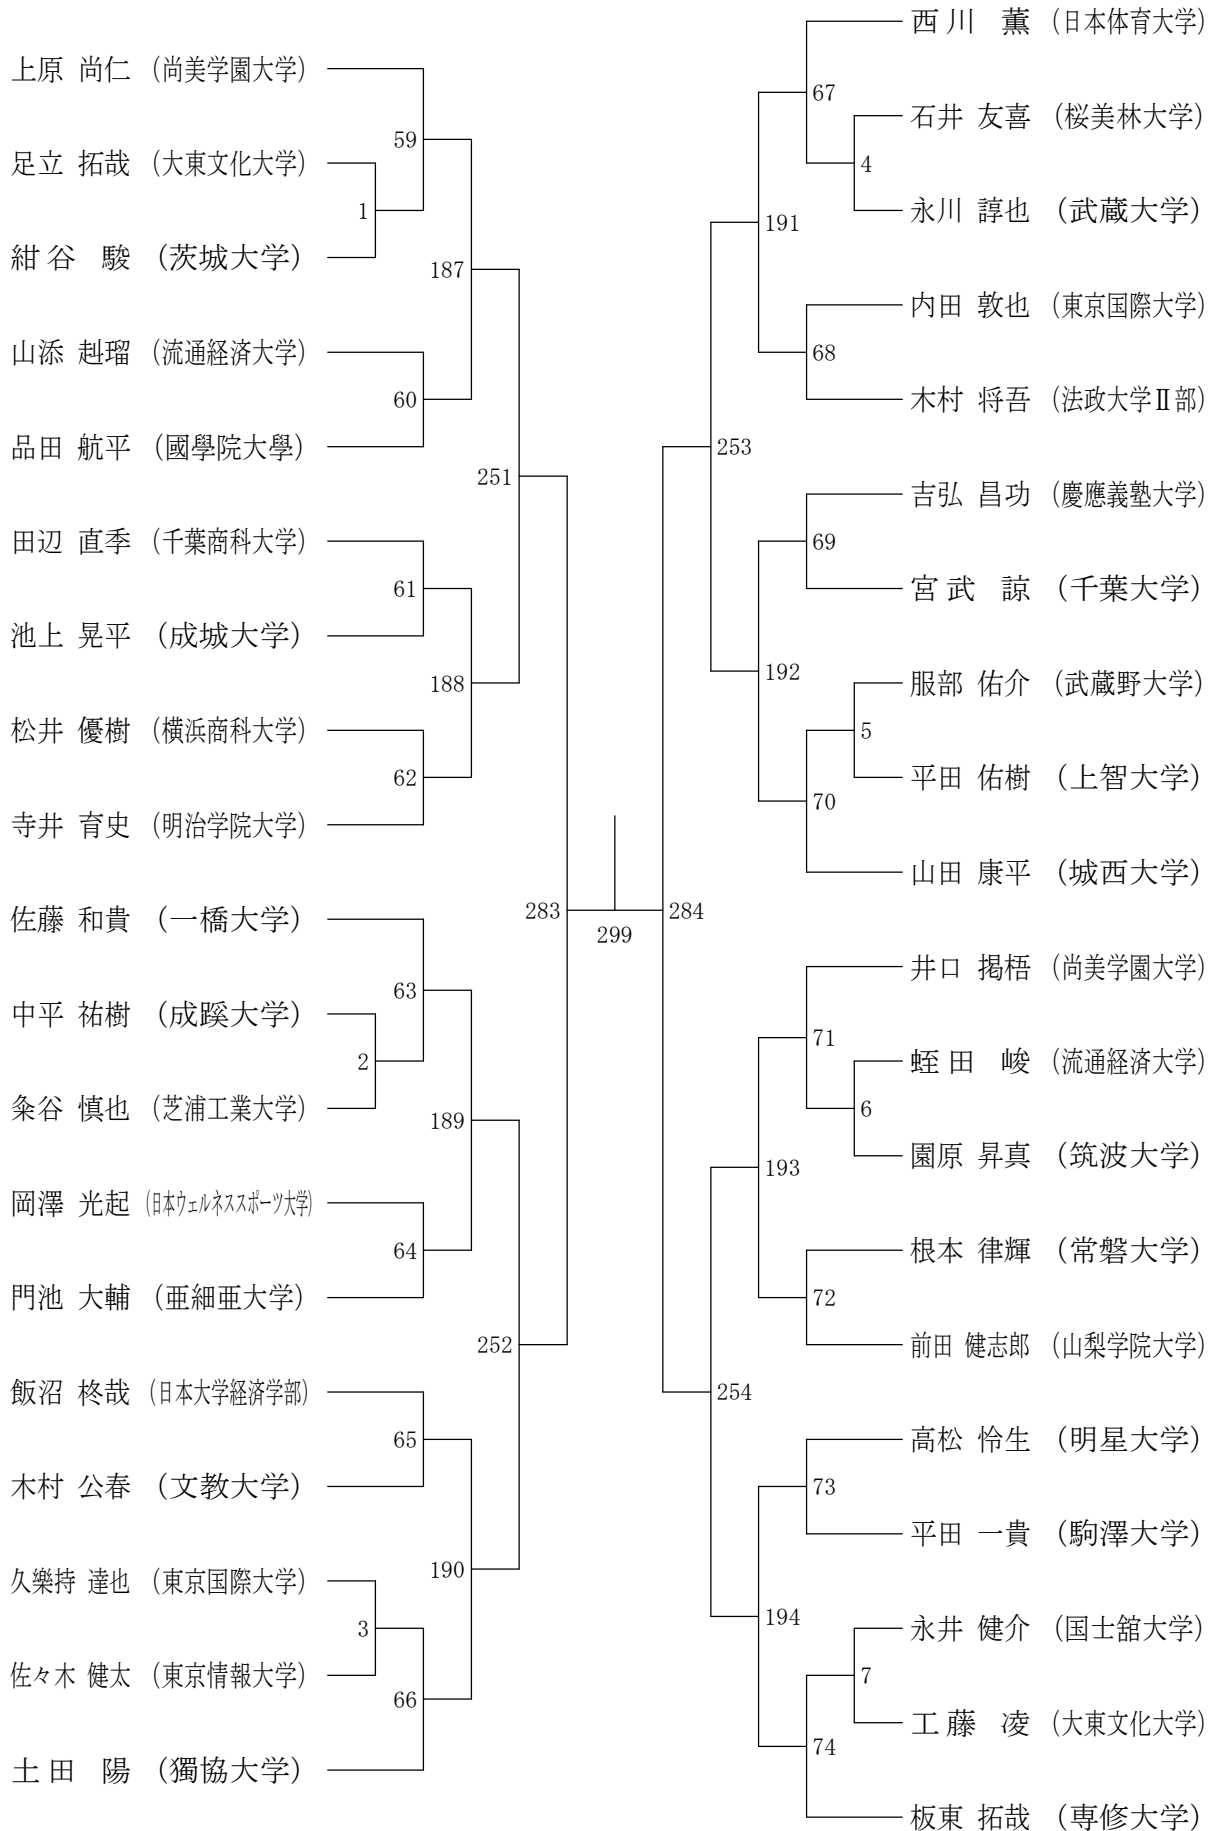 上原 尚仁 (尚美学園大学)
59
足立 拓哉 (大東文化大学)
1
紺谷 駿 (茨城大学)
187
山添 赳瑠 (流通経済大学)
60
品田 航平 (國學院大學)
251
田辺 直季 (千葉商科大学)
61
池上 晃平 (成城大学)
188
松井 優樹 (横浜商科大学)
62
寺井 育史 (明治学院大学)
283
佐藤 和貴 (一橋大学)
63
中平 祐樹 (成蹊大学)
2
粂谷 慎也 (芝浦工業大学)
189
岡澤 光起 (日本ウェルネススポーツ大学)
64
門池 大輔 (亜細亜大学)
252
飯沼 柊哉 (日本大学経済学部)
65
木村 公春 (文教大学)
190
久樂持 達也 (東京国際大学)
3
佐々木 健太 (東京情報大学)
66
土田 陽 (獨協大学)
299
西川 薫 (日本体育大学)
67
石井 友喜 (桜美林大学)
4
永川 諄也 (武蔵大学)
191
内田 敦也 (東京国際大学)
68
木村 将吾 (法政大学Ⅱ部)
253
吉弘 昌功 (慶應義塾大学)
69
宮武 諒 (千葉大学)
192
服部 佑介 (武蔵野大学)
5
平田 佑樹 (上智大学)
70
山田 康平 (城西大学)
284
井口 掲梧 (尚美学園大学)
71
蛭田 峻 (流通経済大学)
6
園原 昇真 (筑波大学)
193
根本 律輝 (常磐大学)
72
前田 健志郎 (山梨学院大学)
254
高松 怜生 (明星大学)
73
平田 一貴 (駒澤大学)
194
永井 健介 (国士舘大学)
7
工藤 凌 (大東文化大学)
74
板東 拓哉 (専修大学)